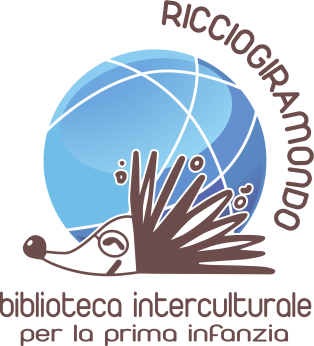 RICCIOGIRAMONDO
biblioteca interculturale
per la prima infanzia